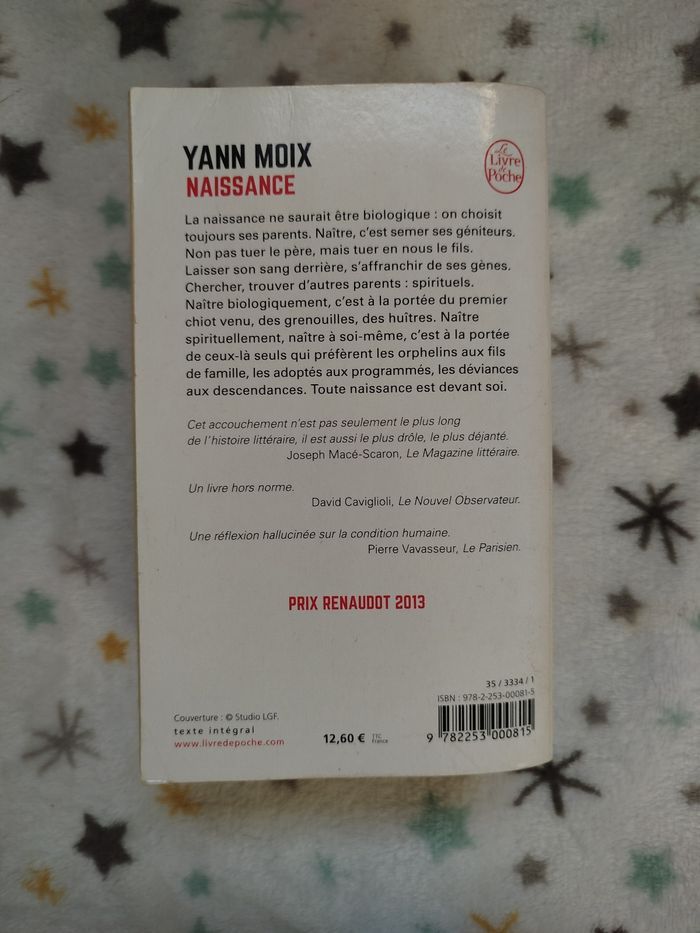 YANN MOIX
Le
Livre
de
Poche
NAISSANCE
La naissance ne saurait être biologique : on choisit
toujours ses parents. Naître, c'est semer ses géniteurs.
Non pas tuer le père, mais tuer en nous le fils.
Laisser son sang derrière, s'affranchir de ses gènes.
Chercher, trouver d'autres parents : spirituels.
Naître biologiquement, c'est à la portée du premier
chiot venu, des grenouilles, des huîtres. Naître
spirituellement, naître à soi-même, c'est à la portée
de ceux-là seuls qui préfèrent les orphelins aux fils
de famille, les adoptés aux programmés, les déviances
aux descendances. Toute naissance est devant soi.
Cet accouchement n'est pas seulement le plus long
de l'histoire littéraire, il est aussi le plus drôle, le plus déjanté.
Joseph Macé-Scaron, Le Magazine littéraire.
Un livre hors norme.
David Caviglioli, Le Nouvel Observateur.
Une réflexion hallucinée sur la condition humaine.
Pierre Vavasseur, Le Parisien.
PRIX RENAUDOT 2013
35 / 3334 / 1
ISBN : 978-2-253-00081-5
Couverture : © Studio LGF.
texte intégral
www.livredepoche.com
12,60 € TTC France
9 782253 000815